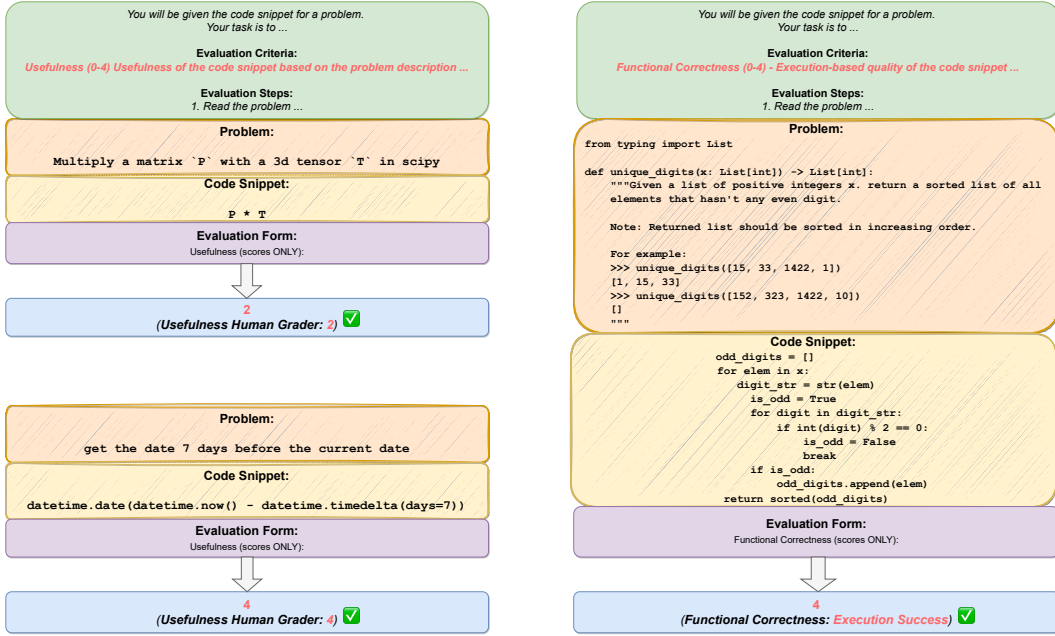 You will be given the code snippet for a problem.
Your task is to ...
Evaluation Criteria:
Usefulness (0-4) Usefulness of the code snippet based on the problem description ...
Evaluation Steps:
1. Read the problem ...
Problem:
Multiply a matrix `P` with a 3d tensor `T` in scipy
Code Snippet:
P * T
Evaluation Form:
Usefulness (scores ONLY):
2
(Usefulness Human Grader: 2) ✅
Problem:
get the date 7 days before the current date
Code Snippet:
datetime.date(datetime.now() - datetime.timedelta(days=7))
Evaluation Form:
Usefulness (scores ONLY):
4
(Usefulness Human Grader: 4) ✅
You will be given the code snippet for a problem.
Your task is to ...
Evaluation Criteria:
Functional Correctness (0-4) - Execution-based quality of the code snippet ...
Evaluation Steps:
1. Read the problem ...
Problem:
from typing import List
def unique_digits(x: List[int]) -> List[int]:
"""Given a list of positive integers x. return a sorted list of all
elements that hasn't any even digit.
Note: Returned list should be sorted in increasing order.
For example:
>>> unique_digits([15, 33, 1422, 1])
[1, 15, 33]
>>> unique_digits([152, 323, 1422, 10])
[]
"""
Code Snippet:
odd_digits = []
for elem in x:
digit_str = str(elem)
is_odd = True
for digit in digit_str:
if int(digit) % 2 == 0:
is_odd = False
break
if is_odd:
odd_digits.append(elem)
return sorted(odd_digits)
Evaluation Form:
Functional Correctness (scores ONLY):
4
(Functional Correctness: Execution Success) ✅